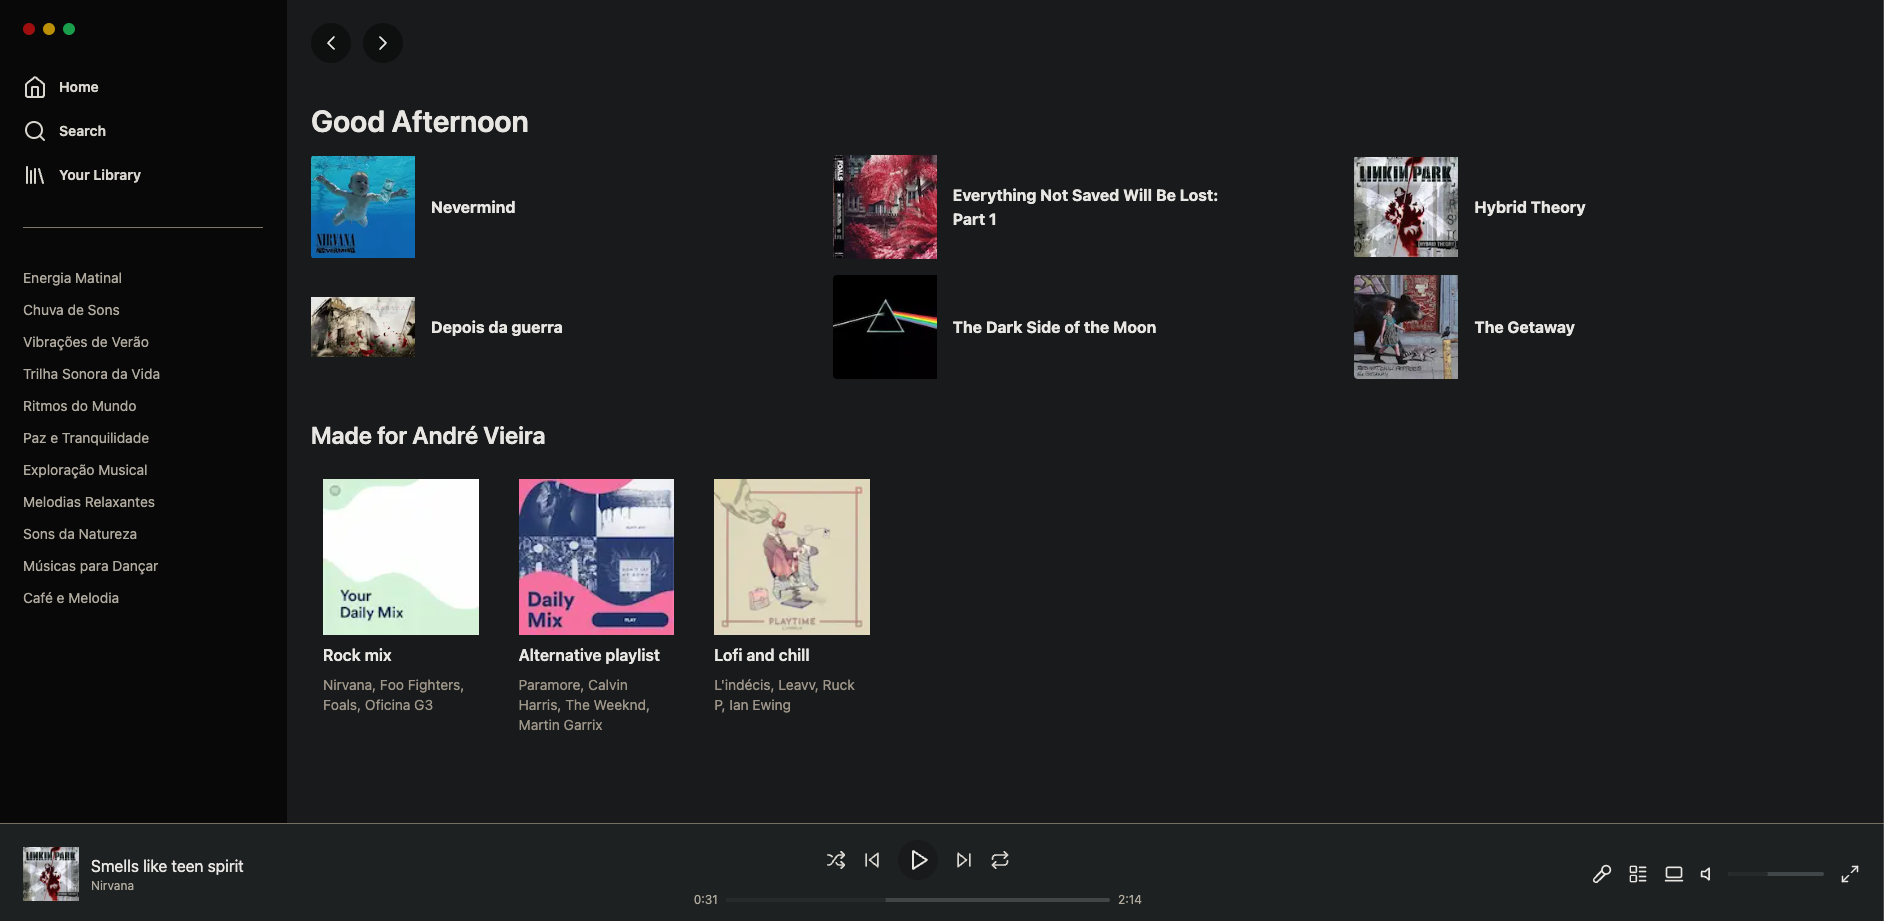 Home
Search
Your Library
Energia Matinal
Chuva de Sons
Vibrações de Verão
Trilha Sonora da Vida
Ritmos do Mundo
Paz e Tranquilidade
Exploração Musical
Melodias Relaxantes
Sons da Natureza
Músicas para Dançar
Café e Melodia
Good Afternoon
NIRVANA
NEVERMIND
Nevermind
FOALS
Everything Not Saved Will Be Lost:
Part 1
LINKIN PARK
[HYBRID THEORY]
Hybrid Theory
Depois da guerra
The Dark Side of the Moon
The Getaway
Made for André Vieira
Your
Daily Mix
Rock mix
Nirvana, Foo Fighters,
Foals, Oficina G3
Daily
Mix
PLAY
Alternative playlist
Paramore, Calvin
Harris, The Weeknd,
Martin Garrix
PLAYTIME
Lofi and chill
L'indécis, Leavv, Ruck
P, Ian Ewing
LINKIN PARK
Smells like teen spirit
Nirvana
0:31
2:14